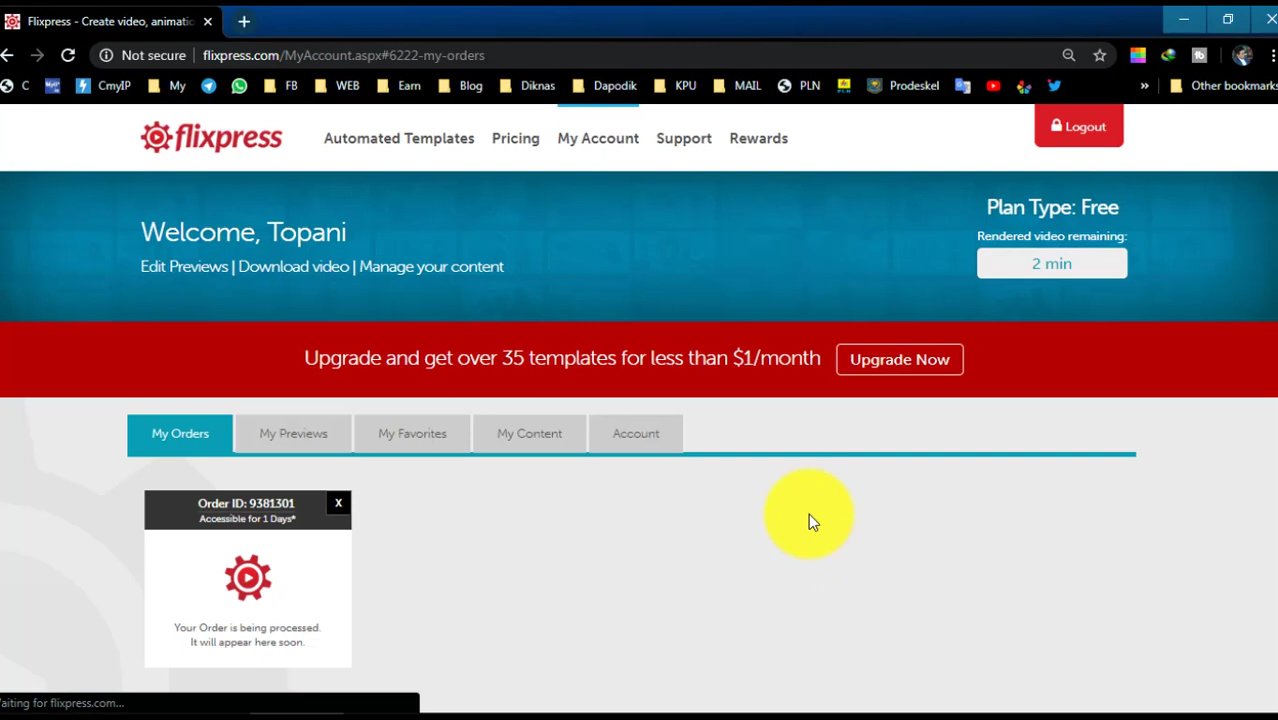 Flixpress - Create video, animatic
Not secure flixpress.com/MyAccount.aspx#6222-my-orders
C CmyIP My FB WEB Earn Blog Diknas Dapodik KPU MAIL PLN Prodeskel » Other bookmarks
flixpress Automated Templates Pricing My Account Support Rewards Logout
Plan Type: Free
Welcome, Topani
Rendered video remaining:
2 min
Edit Previews | Download video | Manage your content
Upgrade and get over 35 templates for less than $1/month Upgrade Now
My Orders My Previews My Favorites My Content Account
Order ID: 9381301 X
Accessible for 1 Days*
Your Order is being processed.
It will appear here soon.
aiting for flixpress.com...